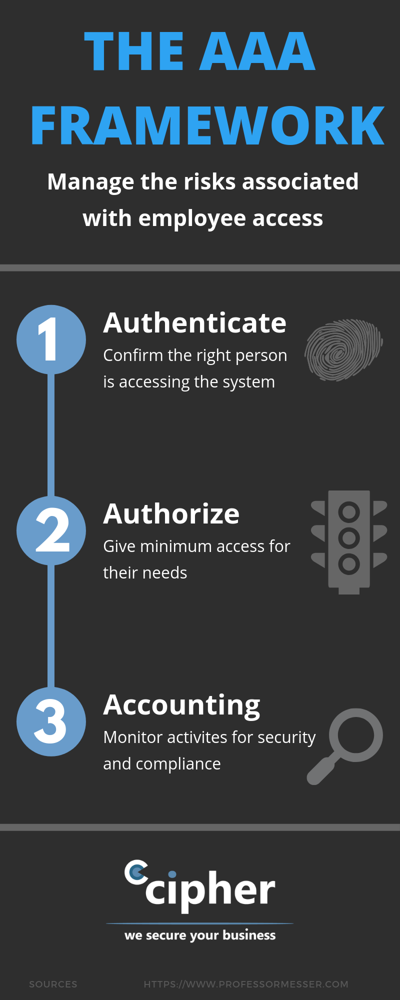 THE AAA
FRAMEWORK
Manage the risks associated
with employee access
1
Authenticate
Confirm the right person
is accessing the system
2
Authorize
Give minimum access for
their needs
3
Accounting
Monitor activites for security
and compliance
cipher
we secure your business
SOURCES HTTPS://WWW.PROFESSORMESSER.COM